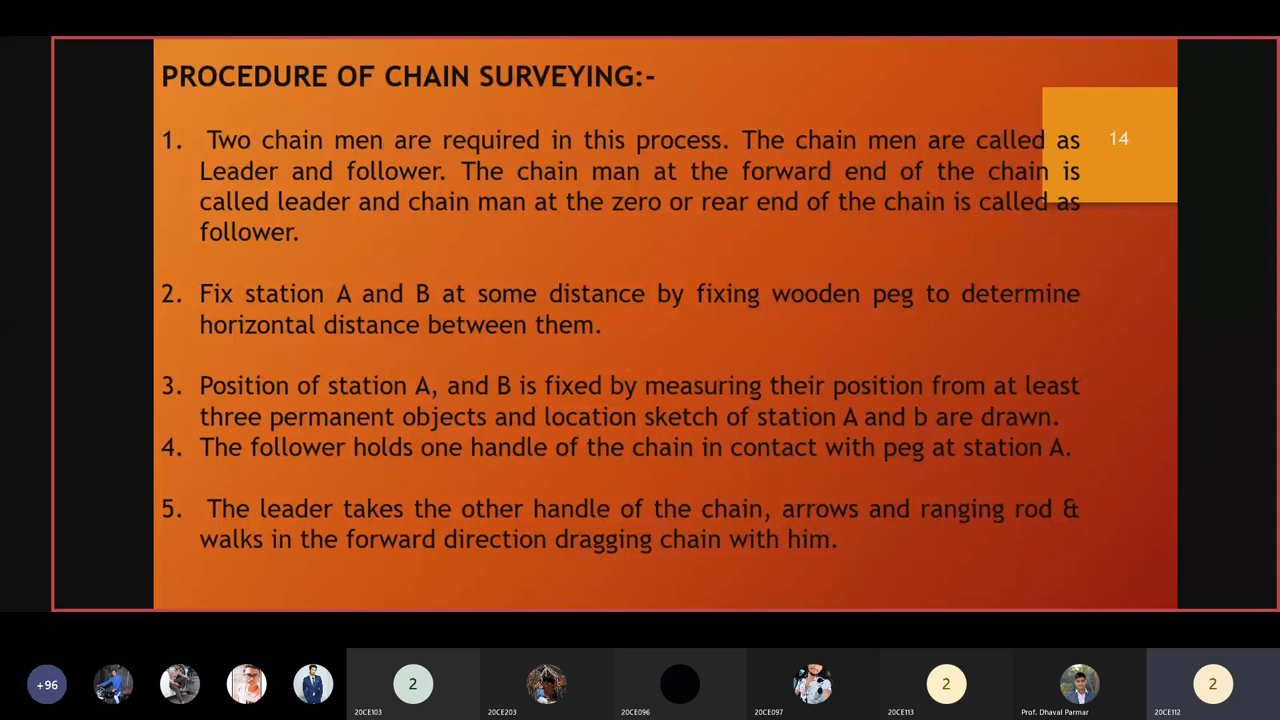 PROCEDURE OF CHAIN SURVEYING:-
14
1. Two chain men are required in this process. The chain men are called as
Leader and follower. The chain man at the forward end of the chain is
called leader and chain man at the zero or rear end of the chain is called as
follower.
2. Fix station A and B at some distance by fixing wooden peg to determine
horizontal distance between them.
3. Position of station A, and B is fixed by measuring their position from at least
three permanent objects and location sketch of station A and b are drawn.
4. The follower holds one handle of the chain in contact with peg at station A.
5. The leader takes the other handle of the chain, arrows and ranging rod &
walks in the forward direction dragging chain with him.
+96
2
2
2
20CE103
20CE203
20CE096
20CE097
20CE113
Prof. Dhaval Parmar
20CE112